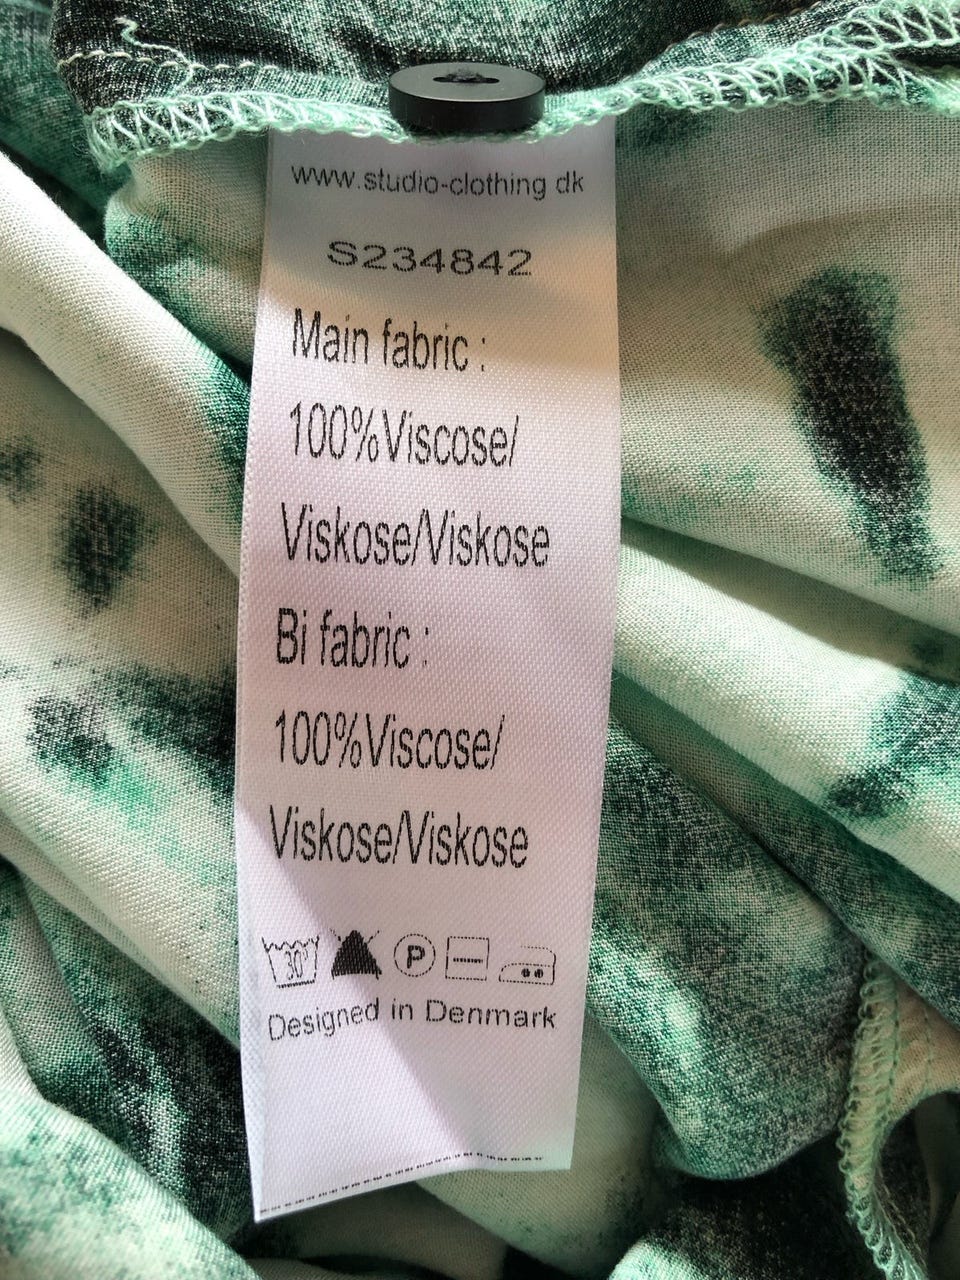 www.studio-clothing dk
S234842
Main fabric :
100%Viscose/
Viskose/Viskose
Bi fabric :
100%Viscose/
Viskose/Viskose
30° P
Designed in Denmark